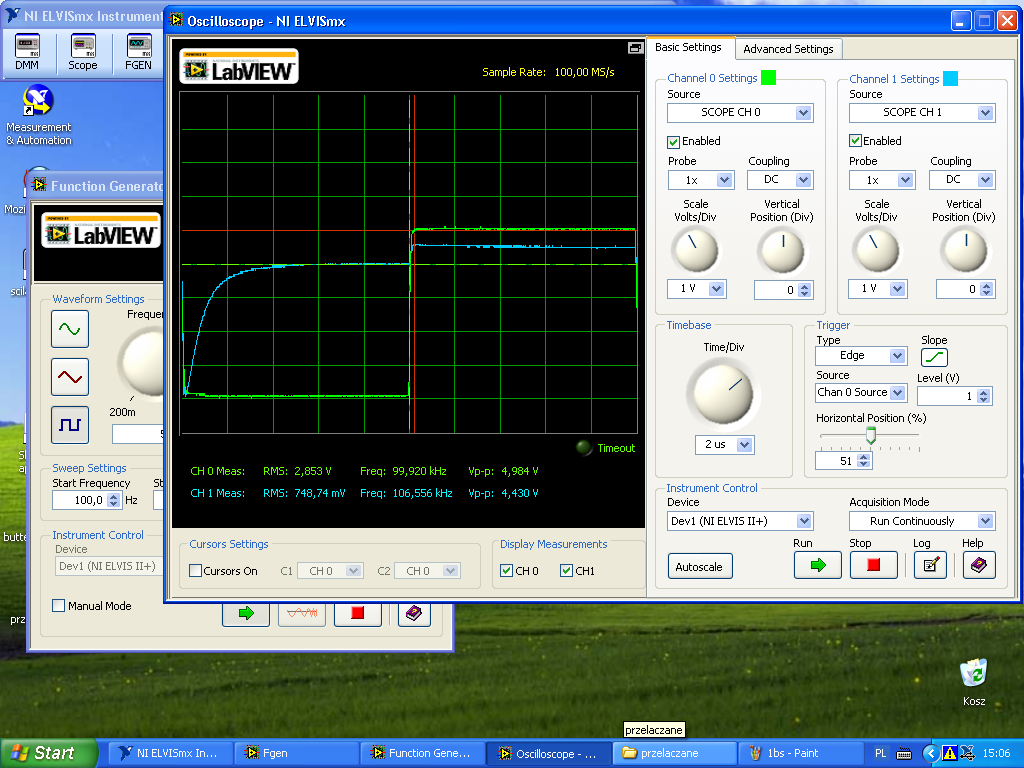 NI ELVISmx Instrument
Oscilloscope - NI ELVISmx
DMM
Scope
FGEN
Measurement
& Automation
Mozi
scil
Function Generato
POWERED BY
LabVIEW
Waveform Settings
Frequen
200m
5
Sweep Settings
Start Frequency
St
100,0
Hz
Instrument Control
Device
Dev1 (NI ELVIS II+)
Manual Mode
butte
prz
POWERED BY
NATIONAL INSTRUMENTS
LabVIEW
Sample Rate: 100,00 MS/s
Timeout
CH 0 Meas: RMS: 2,853 V Freq: 99,920 kHz Vp-p: 4,984 V
CH 1 Meas: RMS: 748,74 mV Freq: 106,556 kHz Vp-p: 4,430 V
Cursors Settings
Cursors On C1 CH 0 C2 CH 0
Display Measurements
CH 0 CH1
Basic Settings
Advanced Settings
Channel 0 Settings
Source
SCOPE CH 0
Enabled
Probe Coupling
1x DC
Scale
Volts/Div
Vertical
Position (Div)
1 V 0
Channel 1 Settings
Source
SCOPE CH 1
Enabled
Probe Coupling
1x DC
Scale
Volts/Div
Vertical
Position (Div)
1 V 0
Timebase
Time/Div
2 us
Trigger
Type Slope
Edge
Source Level (V)
Chan 0 Source 1
Horizontal Position (%)
51
Instrument Control
Device Acquisition Mode
Dev1 (NI ELVIS II+) Run Continuously
Run Stop Log Help
Autoscale
Kosz
przelaczane
Start
NI ELVISmx In...
Fgen
Function Gene...
Oscilloscope - ...
przelaczane
1bs - Paint
PL
15:06